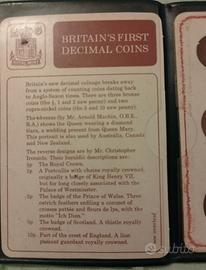 ROYAL MINT
BRITAIN'S FIRST
DECIMAL COINS
Britain's new decimal coinage breaks away
from a system of counting coins dating back
to Anglo-Saxon times. There are three bronze
coins (the ½, 1 and 2 new penny) and two
cupro-nickel coins (the 5 and 10 new penny).
The obverse (by Mr. Arnold Machin, O.B.E.,
R.A.) shows the Queen wearing a diamond
tiara, a wedding present from Queen Mary.
This portrait is also used by Australia, Canada
and New Zealand.
The reverse designs are by Mr. Christopher
Ironside. Their heraldic descriptions are:
½p The Royal Crown.
1p A Portcullis with chains royally crowned,
originally a badge of King Henry VII,
but for long closely associated with the
Palace of Westminster.
2p The badge of the Prince of Wales. Three
ostrich feathers enfiling a coronet of
crosses pattée and fleurs de lys, with the
motto "Ich Dien."
5p The badge of Scotland. A thistle royally
crowned.
10p Part of the crest of England. A lion
passant guardant royally crowned.
subito